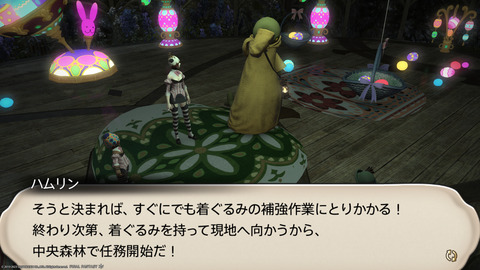 ハムリン
そうと決まれば、すぐにでも着ぐるみの補強作業にとりかかる！
終わり次第、着ぐるみを持って現地へ向かうから、
中央森林で任務開始だ！